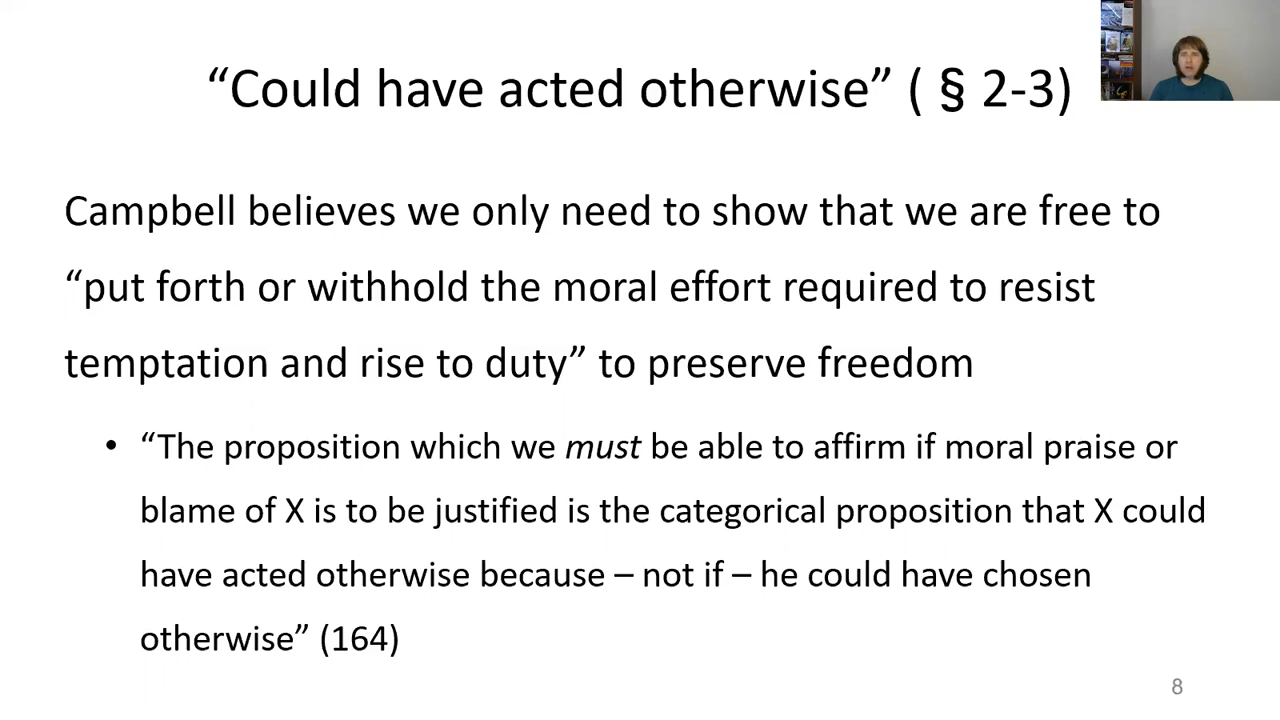 “Could have acted otherwise” ( § 2-3)
Campbell believes we only need to show that we are free to
“put forth or withhold the moral effort required to resist
temptation and rise to duty” to preserve freedom
• “The proposition which we must be able to affirm if moral praise or
blame of X is to be justified is the categorical proposition that X could
have acted otherwise because – not if – he could have chosen
otherwise” (164)
8